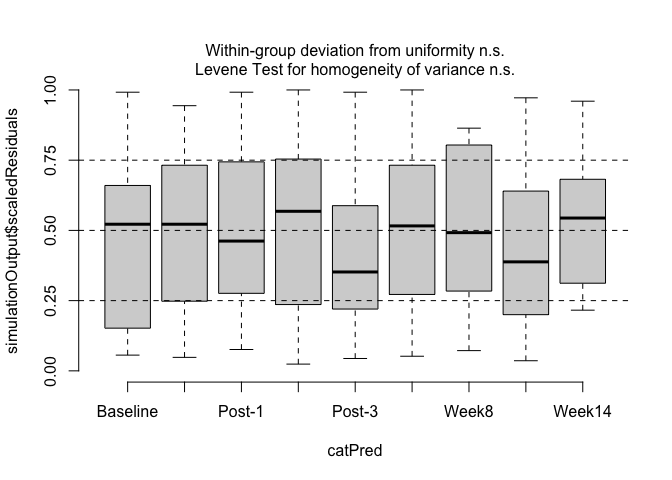 Within-group deviation from uniformity n.s.
Levene Test for homogeneity of variance n.s.
simulationOutput$scaledResiduals
1.00
0.75
0.50
0.25
0.00
Baseline
Post-1
Post-3
Week8
Week14
catPred